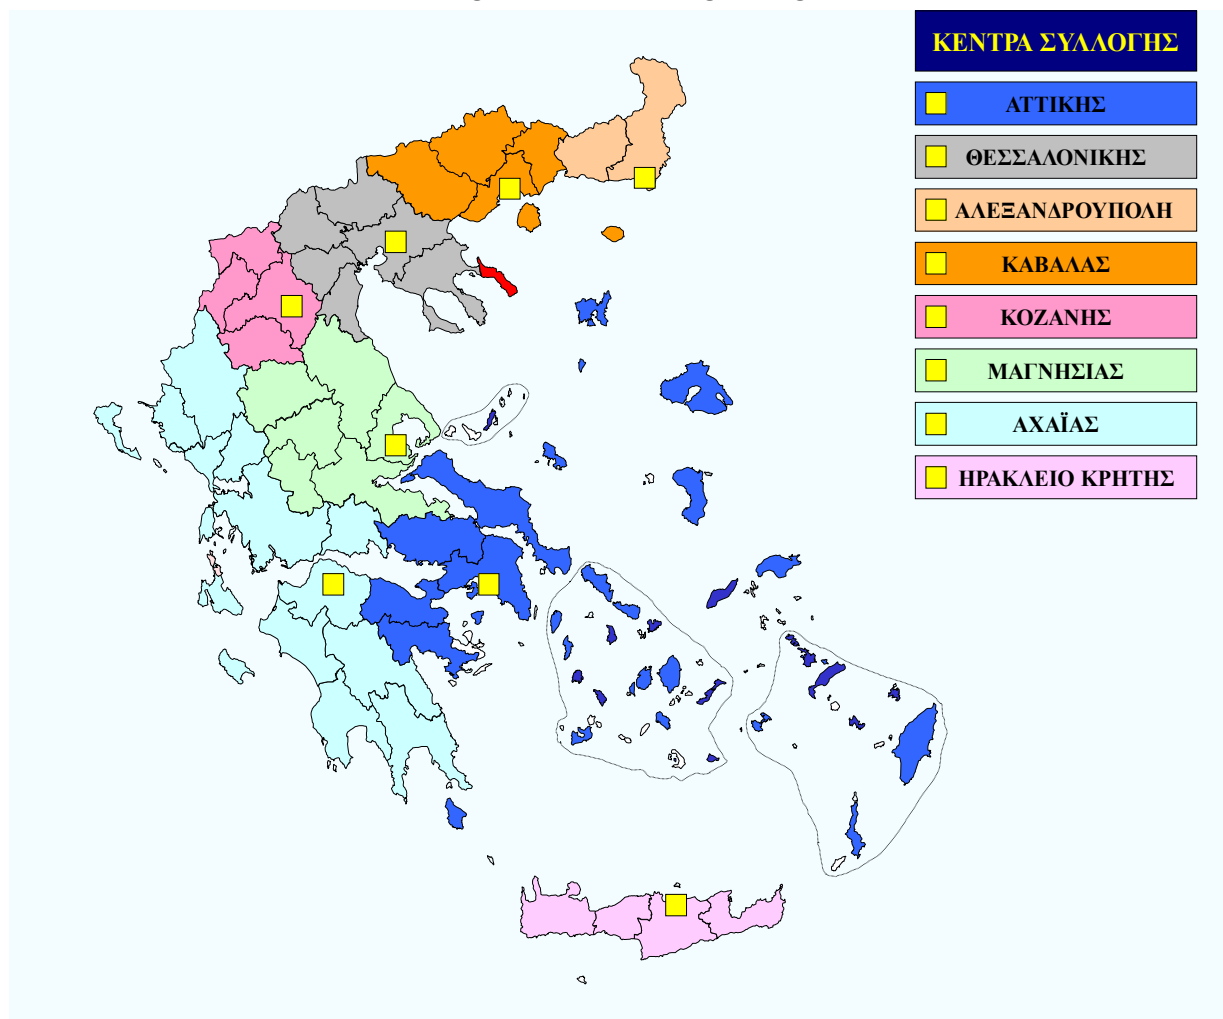 ΚΕΝΤΡΑ ΣΥΛΛΟΓΗΣ
ΑΤΤΙΚΗΣ
ΘΕΣΣΑΛΟΝΙΚΗΣ
ΑΛΕΞΑΝΔΡΟΥΠΟΛΗ
ΚΑΒΑΛΑΣ
ΚΟΖΑΝΗΣ
ΜΑΓΝΗΣΙΑΣ
ΑΧΑΪΑΣ
ΗΡΑΚΛΕΙΟ ΚΡΗΤΗΣ